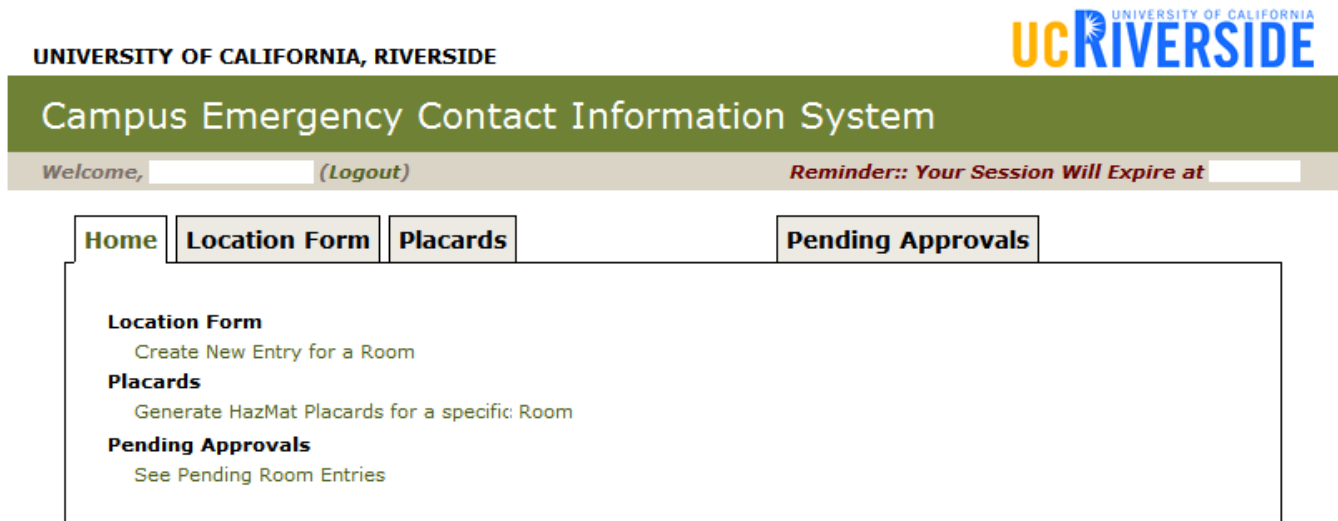 UNIVERSITY OF CALIFORNIA
UCRIVERSIDE
UNIVERSITY OF CALIFORNIA, RIVERSIDE
Campus Emergency Contact Information System
Welcome, (Logout) Reminder:: Your Session Will Expire at
Home Location Form Placards Pending Approvals
Location Form
Create New Entry for a Room
Placards
Generate HazMat Placards for a specific Room
Pending Approvals
See Pending Room Entries